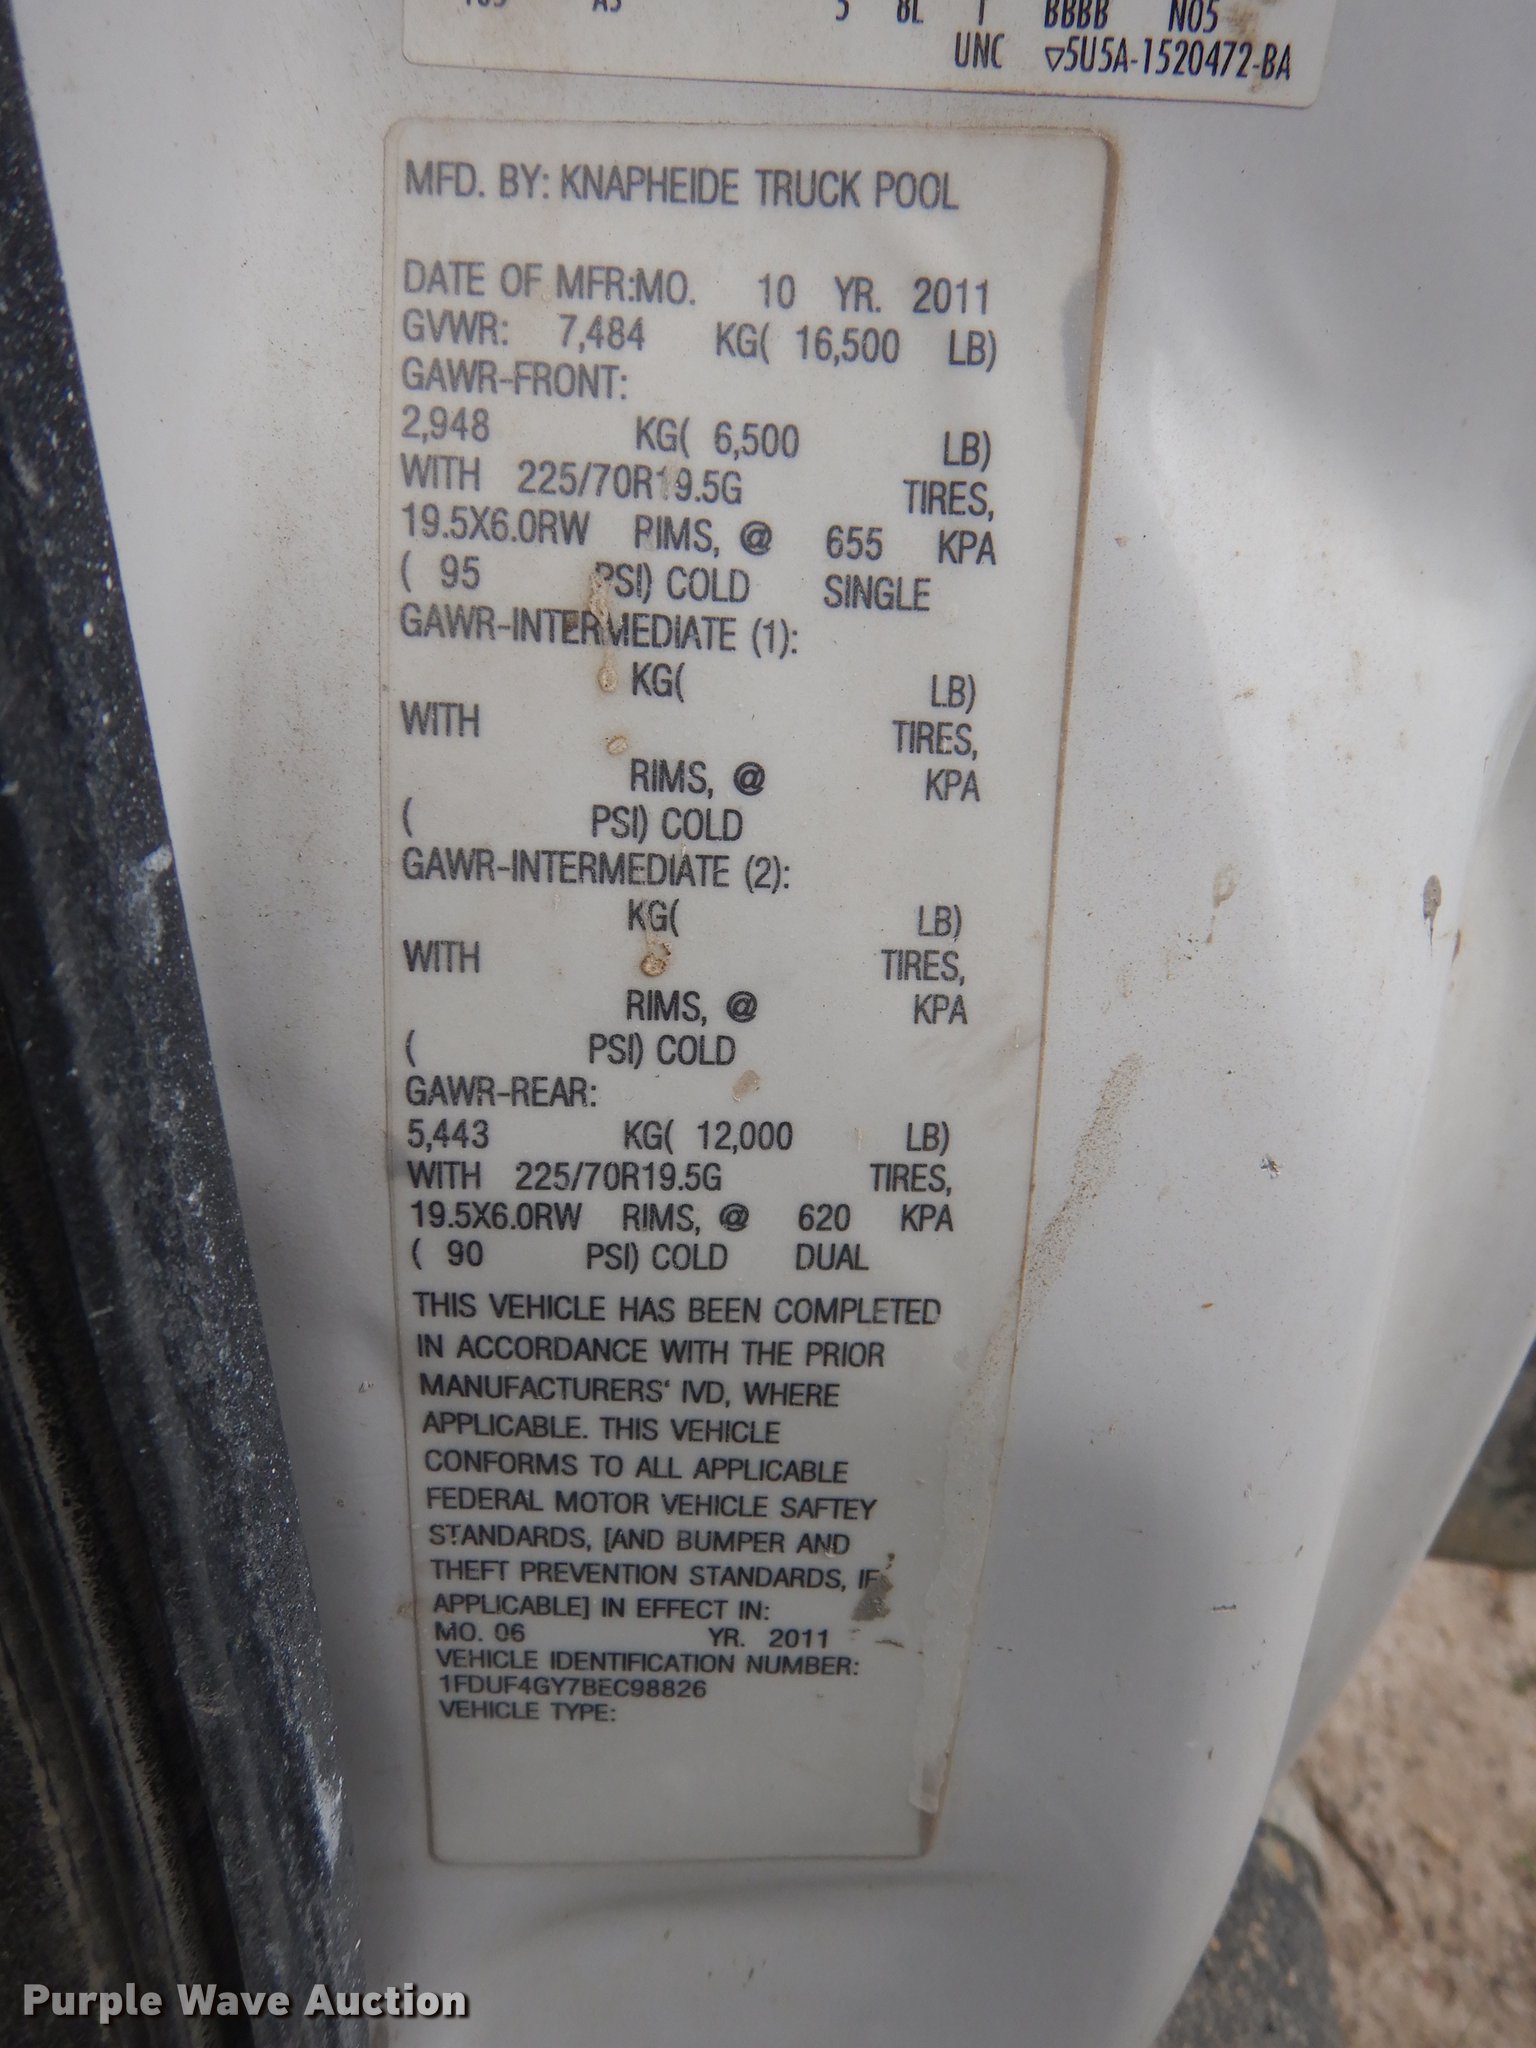 5 8L 1 BBBB N05
UNC ▽5U5A-1520472-BA
MFD. BY: KNAPHEIDE TRUCK POOL
DATE OF MFR:MO. 10 YR. 2011
GVWR: 7,484 KG( 16,500 LB)
GAWR-FRONT:
2,948 KG( 6,500 LB)
WITH 225/70R19.5G TIRES,
19.5X6.0RW RIMS, @ 655 KPA
( 95 PSI) COLD SINGLE
GAWR-INTERMEDIATE (1):
KG( LB)
WITH TIRES,
RIMS, @ KPA
( PSI) COLD
GAWR-INTERMEDIATE (2):
KG( LB)
WITH TIRES,
RIMS, @ KPA
( PSI) COLD
GAWR-REAR:
5,443 KG( 12,000 LB)
WITH 225/70R19.5G TIRES,
19.5X6.0RW RIMS, @ 620 KPA
( 90 PSI) COLD DUAL
THIS VEHICLE HAS BEEN COMPLETED
IN ACCORDANCE WITH THE PRIOR
MANUFACTURERS' IVD, WHERE
APPLICABLE. THIS VEHICLE
CONFORMS TO ALL APPLICABLE
FEDERAL MOTOR VEHICLE SAFTEY
STANDARDS, [AND BUMPER AND
THEFT PREVENTION STANDARDS, IF
APPLICABLE] IN EFFECT IN:
MO. 06 YR. 2011
VEHICLE IDENTIFICATION NUMBER:
1FDUF4GY7BEC98826
VEHICLE TYPE:
Purple Wave Auction